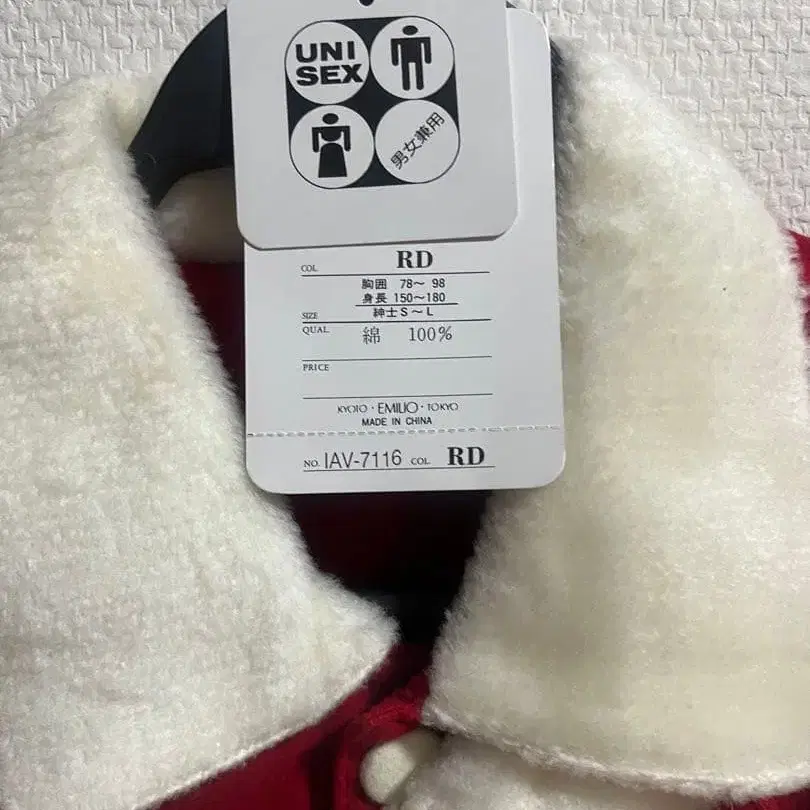 UNI
SEX
男女兼用
COL. RD
胸囲 78～ 98
身長 150～180
SIZE 紳士S～L
QUAL 綿 100%
PRICE
KYOTO・EMILIO・TOKYO
MADE IN CHINA
NO. IAV-7116 COL. RD